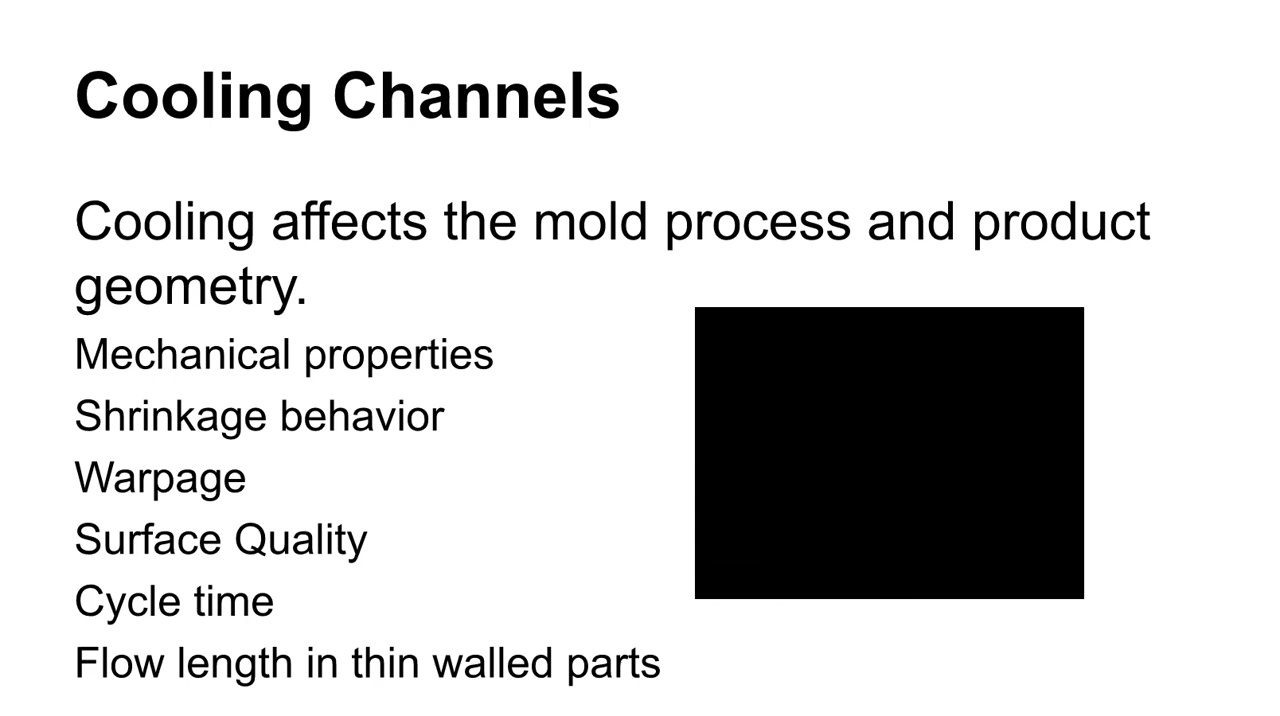 Cooling Channels
Cooling affects the mold process and product
geometry.
Mechanical properties
Shrinkage behavior
Warpage
Surface Quality
Cycle time
Flow length in thin walled parts